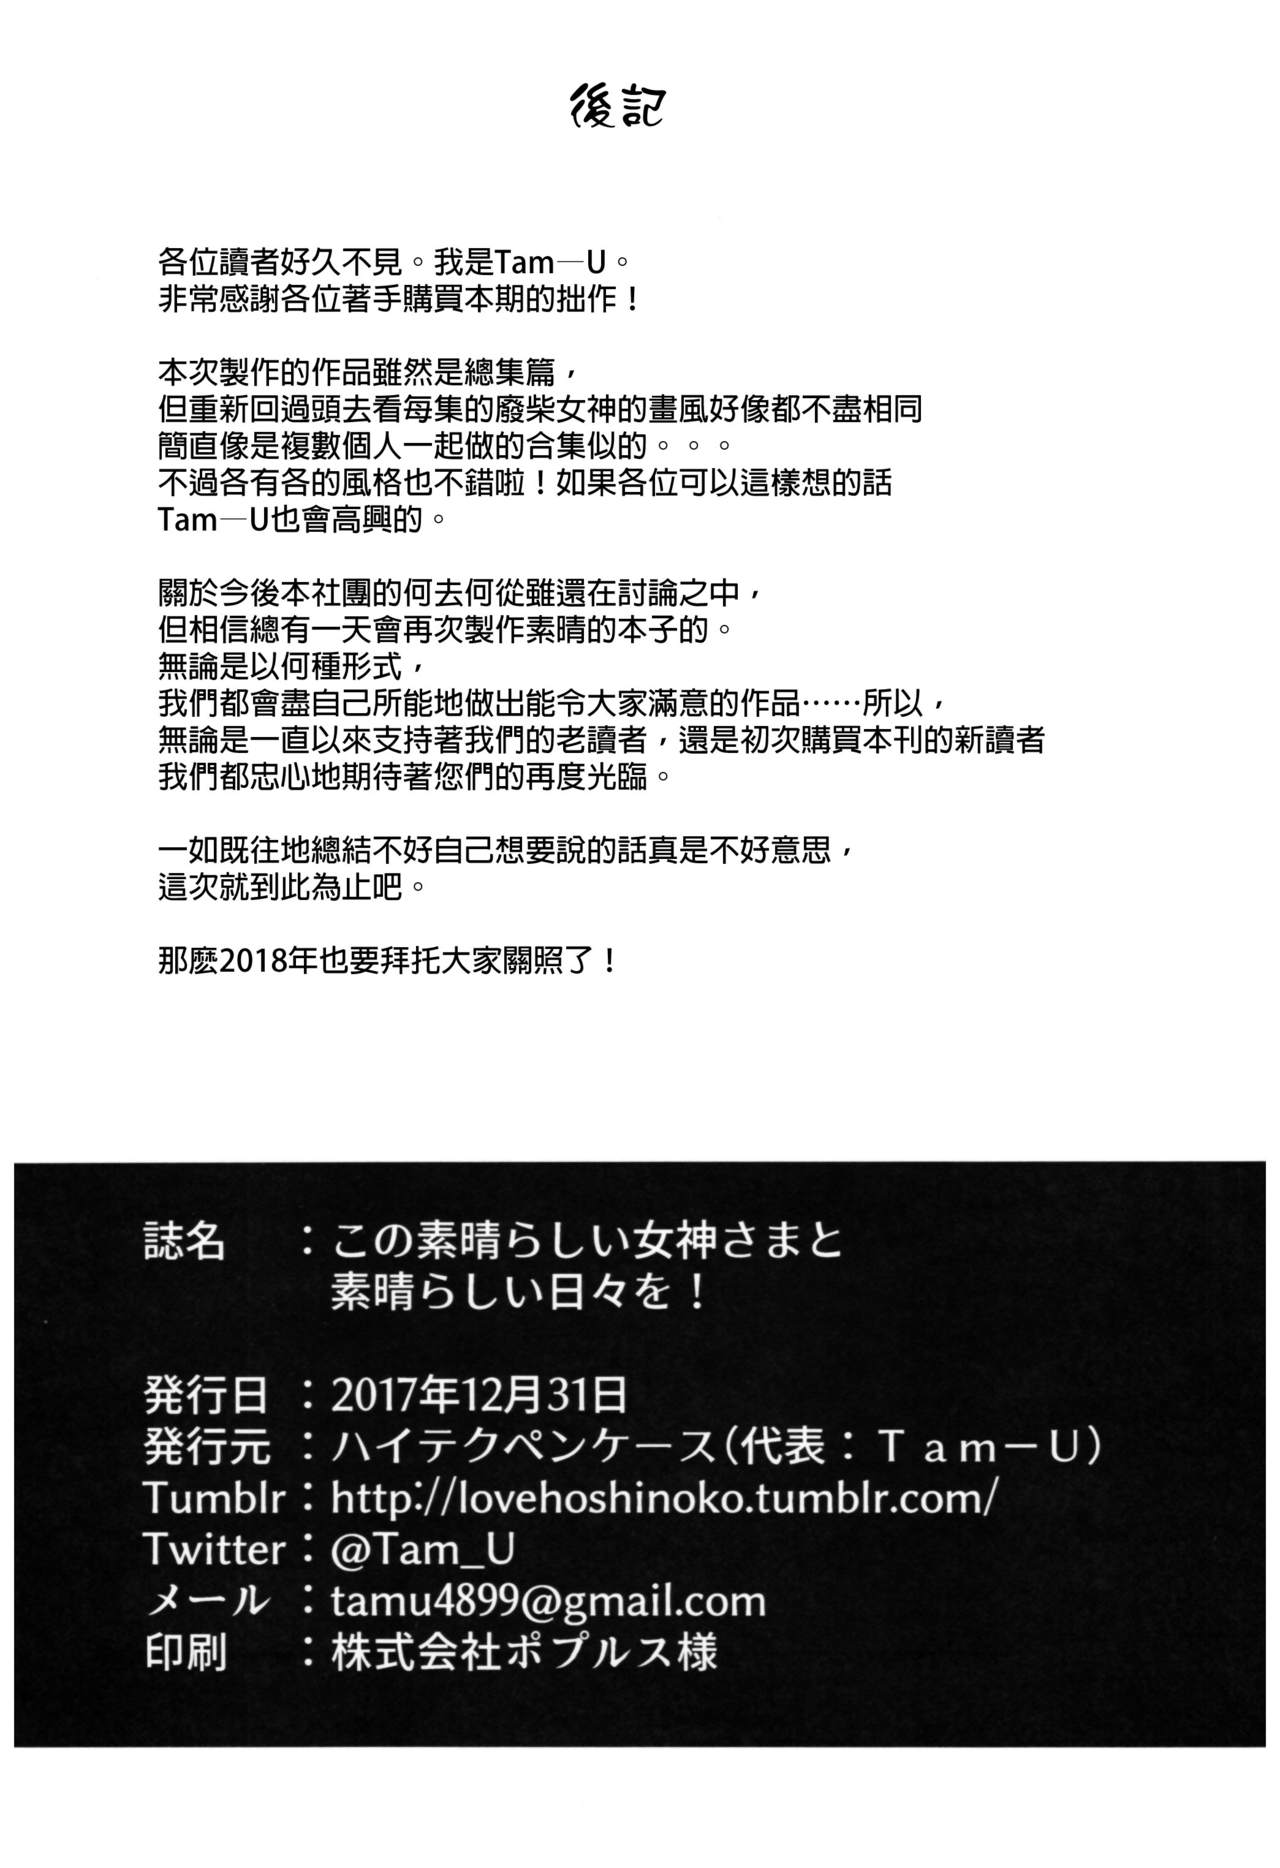 後記
各位讀者好久不見。我是Tam—U。
非常感謝各位著手購買本期的拙作！
本次製作的作品雖然是總集篇，
但重新回過頭去看每集的廢柴女神的畫風好像都不盡相同
簡直像是複數個人一起做的合集似的。。。
不過各有各的風格也不錯啦！如果各位可以這樣想的話
Tam—U也會高興的。
關於今後本社團的何去何從雖還在討論之中，
但相信總有一天會再次製作素晴的本子的。
無論是以何種形式，
我們都會盡自己所能地做出能令大家滿意的作品……所以，
無論是一直以來支持著我們的老讀者，還是初次購買本刊的新讀者
我們都忠心地期待著您們的再度光臨。
一如既往地總結不好自己想要說的話真是不好意思，
這次就到此為止吧。
那麼2018年也要拜托大家關照了！
誌名　：この素晴らしい女神さまと
素晴らしい日々を！
発行日：2017年12月31日
発行元：ハイテクペンケース（代表：Ｔａｍ－Ｕ）
Tumblr：http://lovehoshinoko.tumblr.com/
Twitter：@Tam_U
メール：tamu4899@gmail.com
印刷　：株式会社ポプルス様